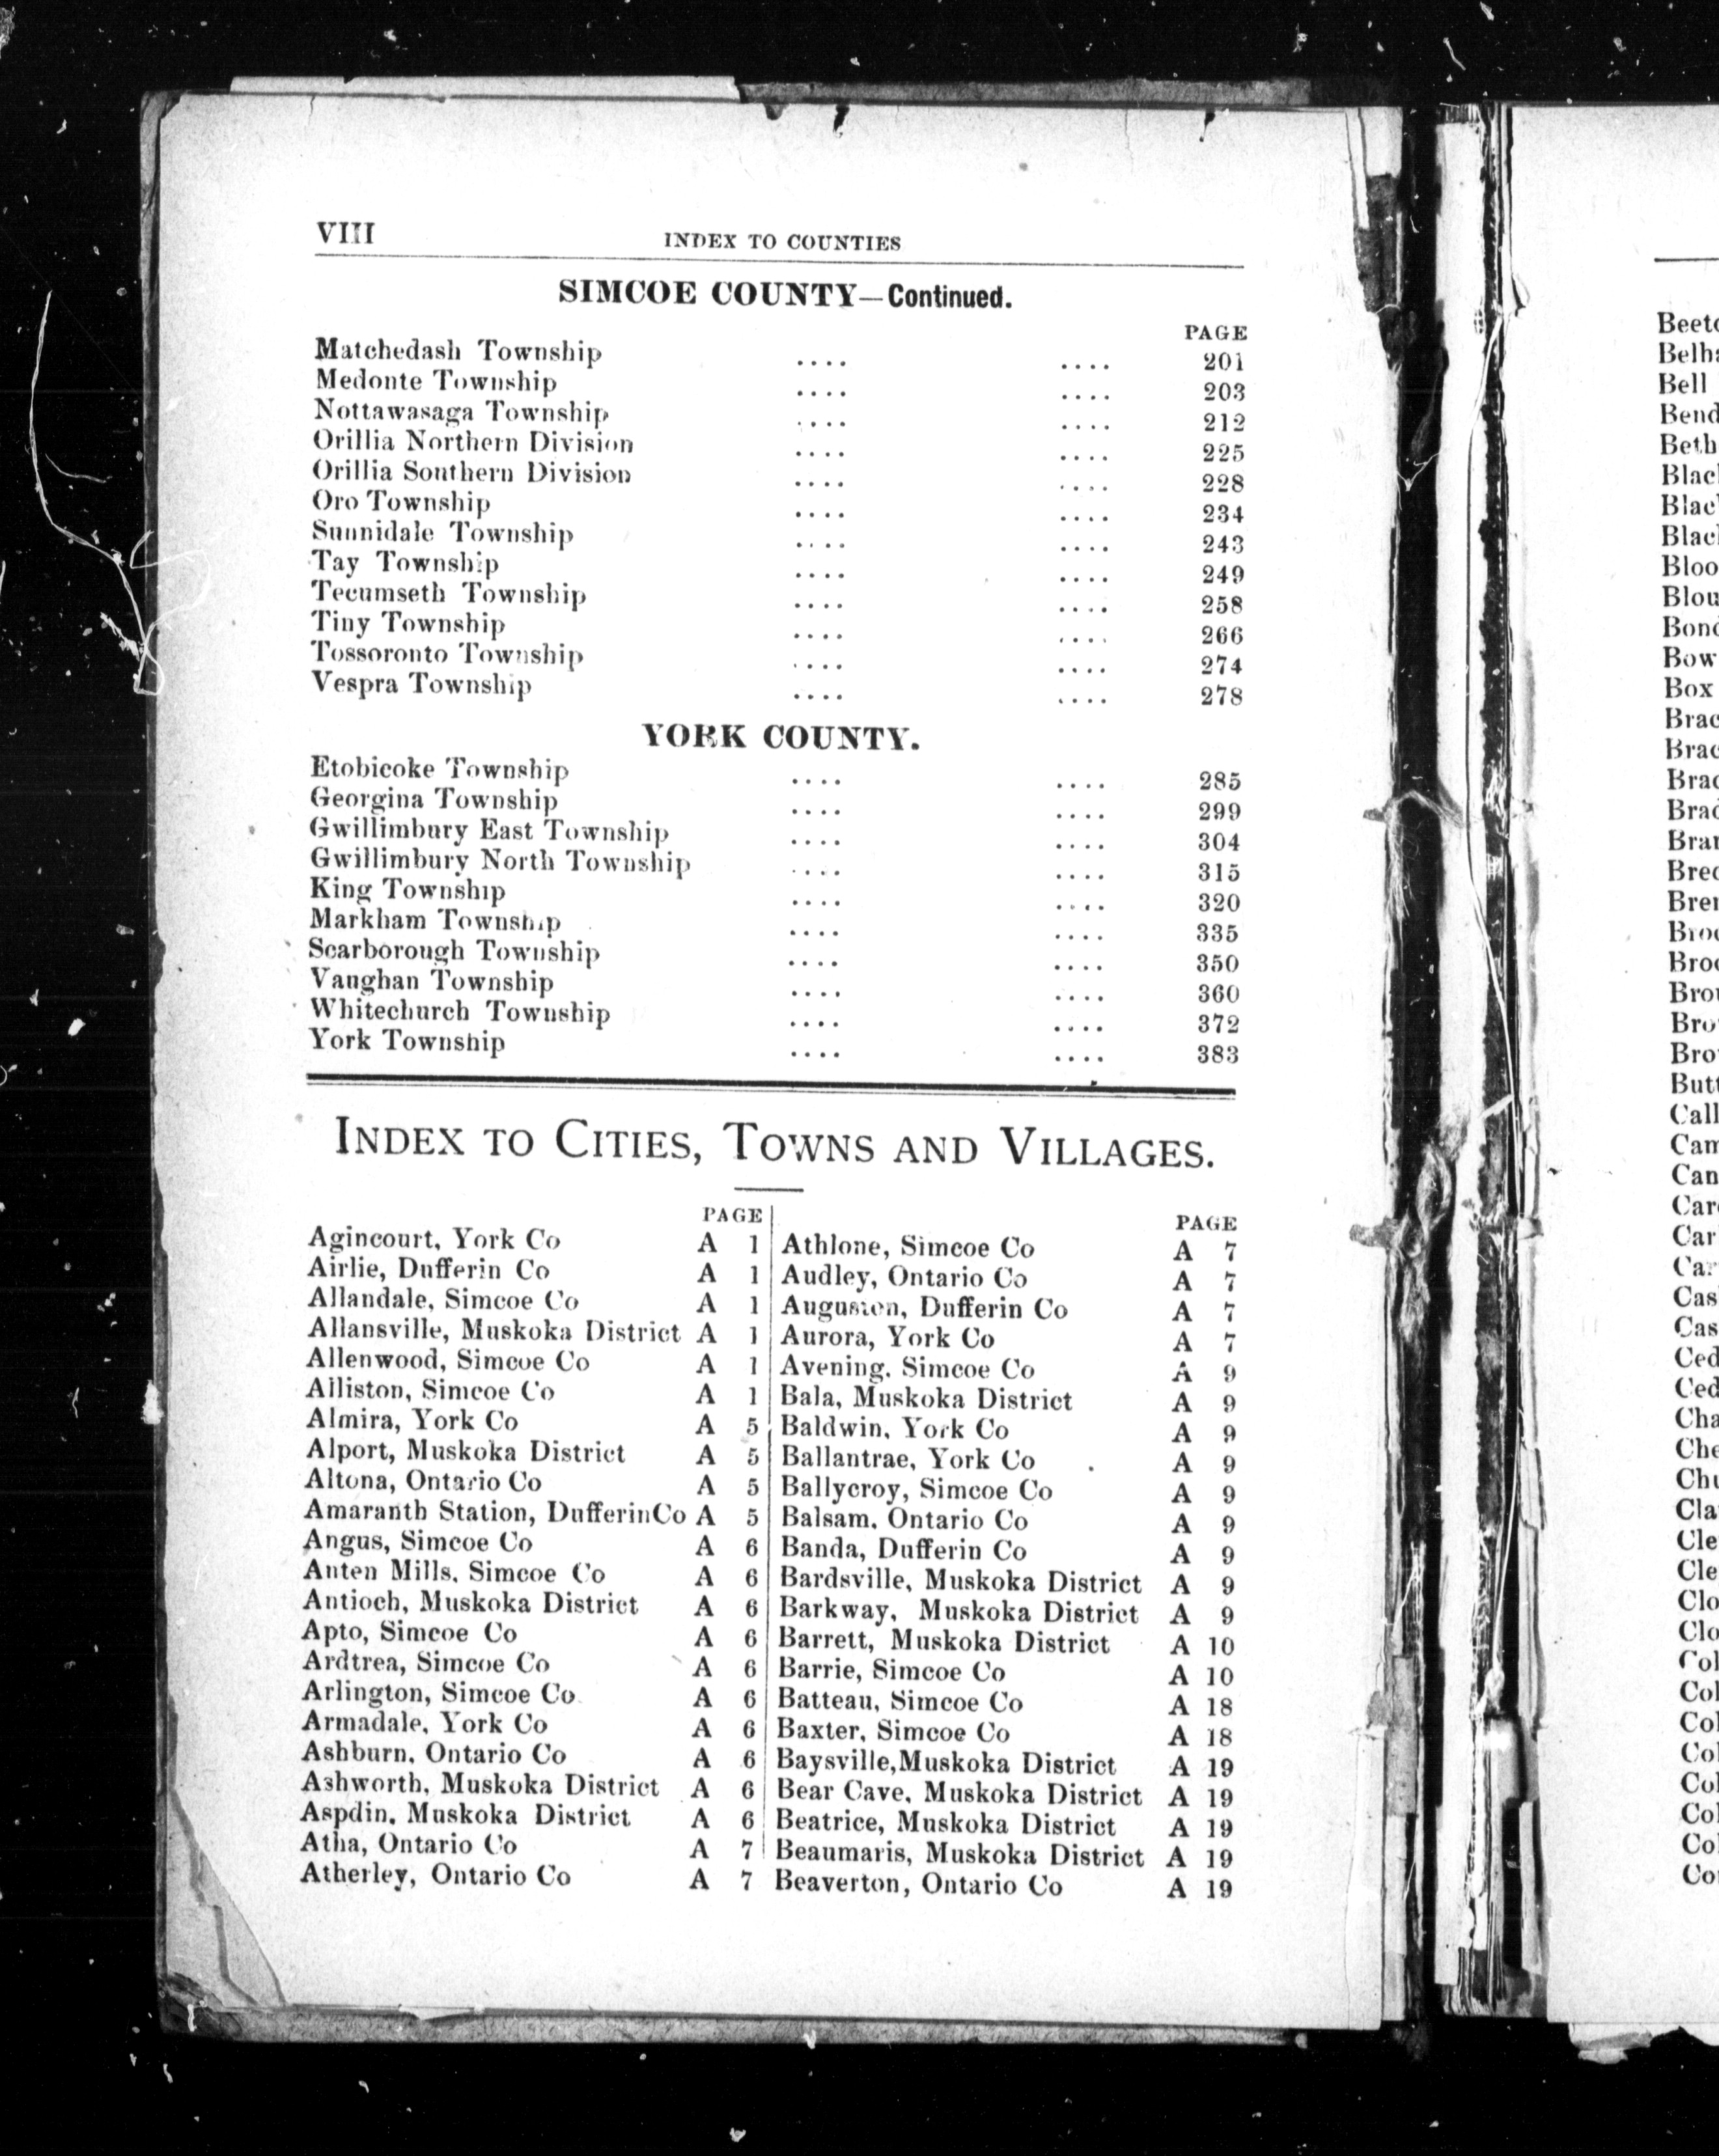 VIII
INDEX TO COUNTIES
SIMCOE COUNTY—Continued.
PAGE
Matchedash Township .... .... 201
Medonte Township .... .... 203
Nottawasaga Township .... .... 212
Orillia Northern Division .... .... 225
Orillia Southern Division .... .... 228
Oro Township .... .... 234
Sunnidale Township .... .... 243
Tay Township .... .... 249
Tecumseth Township .... .... 258
Tiny Township .... .... 266
Tossoronto Township .... .... 274
Vespra Township .... .... 278
YORK COUNTY.
Etobicoke Township .... .... 285
Georgina Township .... .... 299
Gwillimbury East Township .... .... 304
Gwillimbury North Township .... .... 315
King Township .... .... 320
Markham Township .... .... 335
Scarborough Township .... .... 350
Vaughan Township .... .... 360
Whitechurch Township .... .... 372
York Township .... .... 383
INDEX TO CITIES, TOWNS AND VILLAGES.
PAGE
Agincourt, York Co A 1
Airlie, Dufferin Co A 1
Allandale, Simcoe Co A 1
Allansville, Muskoka District A 1
Allenwood, Simcoe Co A 1
Alliston, Simcoe Co A 1
Almira, York Co A 5
Alport, Muskoka District A 5
Altona, Ontario Co A 5
Amaranth Station, DufferinCo A 5
Angus, Simcoe Co A 6
Anten Mills, Simcoe Co A 6
Antioch, Muskoka District A 6
Apto, Simcoe Co A 6
Ardtrea, Simcoe Co A 6
Arlington, Simcoe Co A 6
Armadale, York Co A 6
Ashburn, Ontario Co A 6
Ashworth, Muskoka District A 6
Aspdin, Muskoka District A 6
Atha, Ontario Co A 7
Atherley, Ontario Co A 7
PAGE
Athlone, Simcoe Co A 7
Audley, Ontario Co A 7
Dufferin Co A 7
Aurora, York Co A 7
Avening, Simcoe Co A 9
Bala, Muskoka District A 9
Baldwin, York Co A 9
Ballantrae, York Co A 9
Ballycroy, Simcoe Co A 9
Balsam, Ontario Co A 9
Banda, Dufferin Co A 9
Bardsville, Muskoka District A 9
Barkway, Muskoka District A 9
Barrett, Muskoka District A 10
Barrie, Simcoe Co A 10
Batteau, Simcoe Co A 18
Baxter, Simcoe Co A 18
Baysville,Muskoka District A 19
Bear Cave, Muskoka District A 19
Beatrice, Muskoka District A 19
Beaumaris, Muskoka District A 19
Beaverton, Ontario Co A 19
Bell
Box